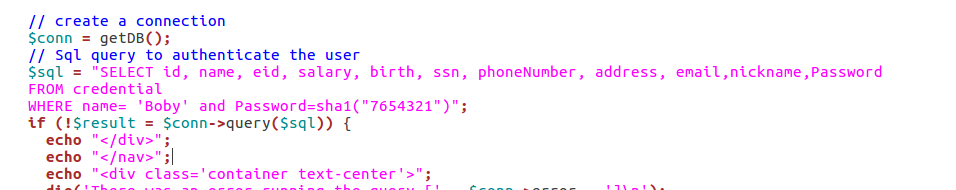 // create a connection
$conn = getDB();
// Sql query to authenticate the user
$sql = "SELECT id, name, eid, salary, birth, ssn, phoneNumber, address, email,nickname,Password
FROM credential
WHERE name= 'Boby' and Password=sha1("7654321")";
if (!$result = $conn->query($sql)) {
echo "</div>";
echo "</nav>";
echo "<div class='container text-center'>";
die('There was an error running the query [' . $conn->error . ']\n');